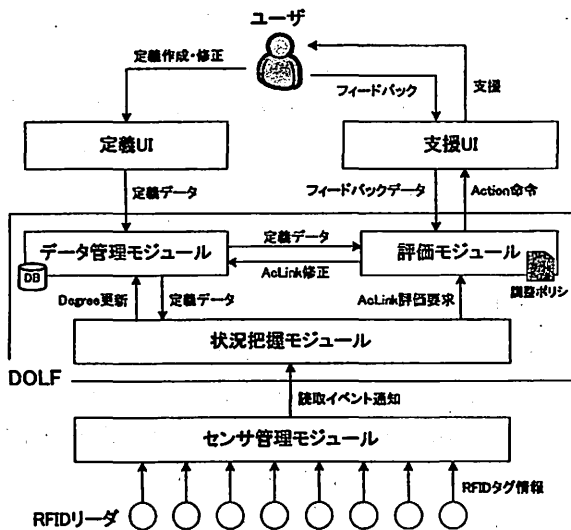 ユーザ
定義作成・修正
フィードバック
支援
定義UI
支援UI
定義データ
フィードバックデータ
Action命令
データ管理モジュール
DB
定義データ
AcLink修正
評価モジュール
調整ポリシ
Degree更新
定義データ
AcLink評価要求
状況把握モジュール
DOLF
読取イベント通知
センサ管理モジュール
RFIDタグ情報
RFIDリーダ